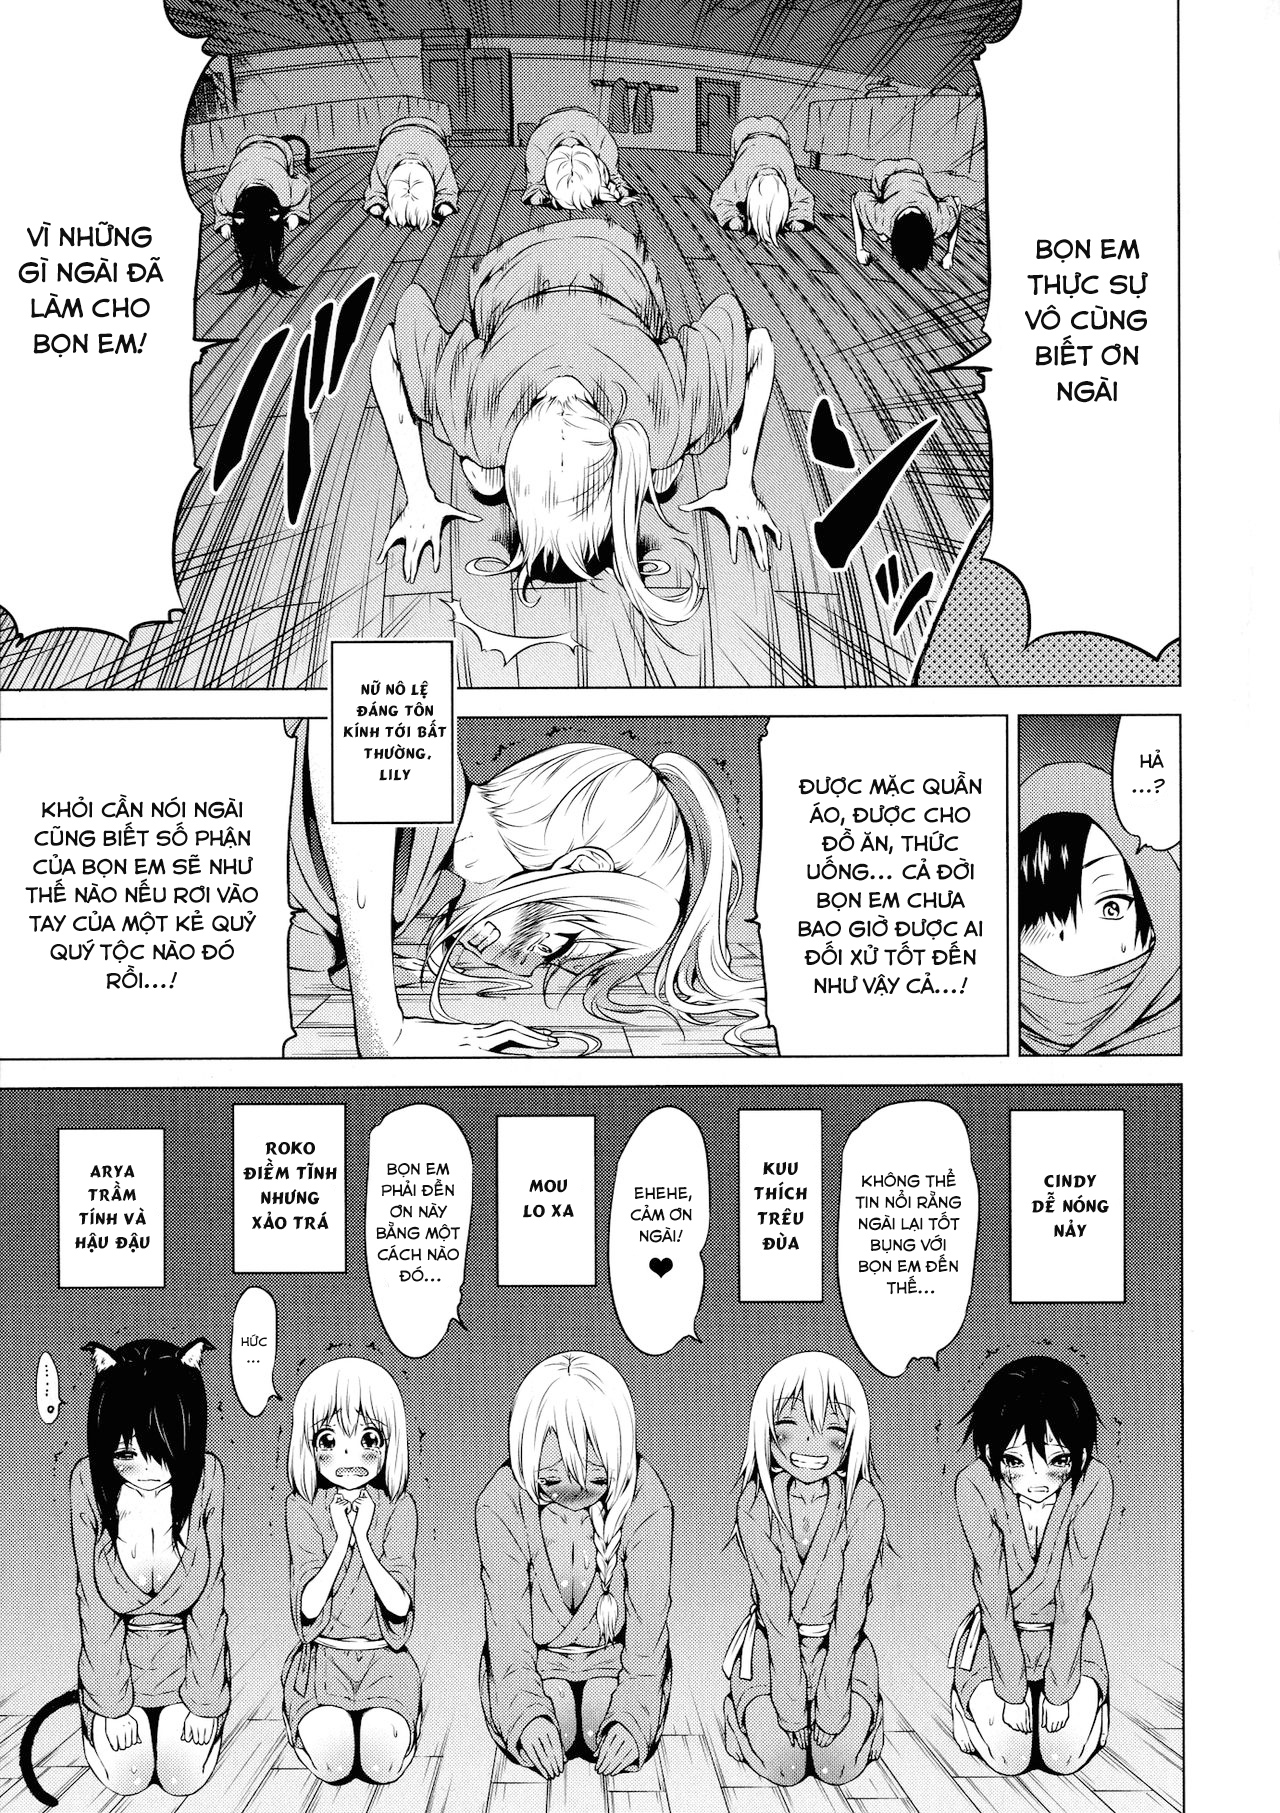 BỌN EM
THỰC SỰ
VÔ CÙNG
BIẾT ƠN
NGÀI
VÌ NHỮNG
GÌ NGÀI ĐÃ
LÀM CHO
BỌN EM!
HẢ
...?
ĐƯỢC MẶC QUẦN
ÁO, ĐƯỢC CHO
ĐỒ ĂN, THỨC
UỐNG... CẢ ĐỜI
BỌN EM CHƯA
BAO GIỜ ĐƯỢC AI
ĐỐI XỬ TỐT ĐẾN
NHƯ VẬY CẢ...!
NỮ NÔ LỆ
ĐÁNG TÔN
KÍNH TỚI BẤT
THƯỜNG,
LILY
KHỎI CẦN NÓI NGÀI
CŨNG BIẾT SỐ PHẬN
CỦA BỌN EM SẼ NHƯ
THẾ NÀO NẾU RƠI VÀO
TAY CỦA MỘT KẺ QUỶ
QUÝ TỘC NÀO ĐÓ
RỒI...!
CINDY
DỄ NÓNG
NẢY
KHÔNG THỂ
TIN NỔI RẰNG
NGÀI LẠI TỐT
BỤNG VỚI
BỌN EM ĐẾN
THẾ...
KUU
THÍCH
TRÊU
ĐÙA
EHEHE,
CẢM ƠN
NGÀI!
♥
MOU
LO XA
BỌN EM
PHẢI ĐỀN
ƠN NÀY
BẰNG MỘT
CÁCH NÀO
ĐÓ...
ROKO
ĐIỀM TĨNH
NHƯNG
XẢO TRÁ
HỨC
...
ARYA
TRẦM
TÍNH VÀ
HẬU ĐẬU
.......